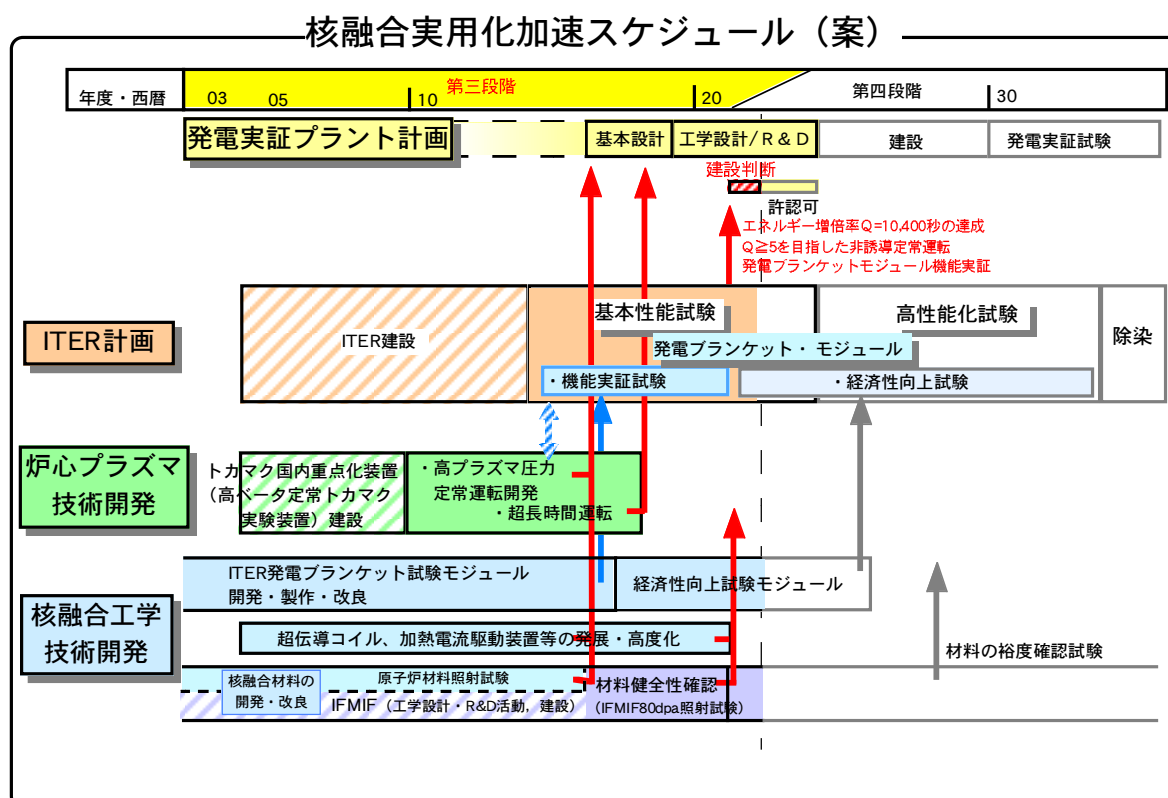 核融合実用化加速スケジュール（案）
年度・西暦
03
05
10
第三段階
20
第四段階
30
発電実証プラント計画
基本設計
工学設計/R＆D
建設
発電実証試験
建設判断
許認可
エネルギー増倍率Q=10,400秒の達成
Q≧5を目指した非誘導定常運転
発電ブランケットモジュール機能実証
ITER計画
ITER建設
基本性能試験
高性能化試験
除染
発電ブランケット・ モジュール
・機能実証試験
・経済性向上試験
炉心プラズマ
技術開発
トカマク国内重点化装置
（高ベータ定常トカマク
実験装置）建設
・高プラズマ圧力
定常運転開発
・超長時間運転
核融合工学
技術開発
ITER発電ブランケット試験モジュール
開発・製作・改良
経済性向上試験モジュール
超伝導コイル、加熱電流駆動装置等の発展・高度化
材料の裕度確認試験
核融合材料の
開発・改良
原子炉材料照射試験
IFMIF（工学設計・R&D活動，建設）
材料健全性確認
（IFMIF80dpa照射試験）